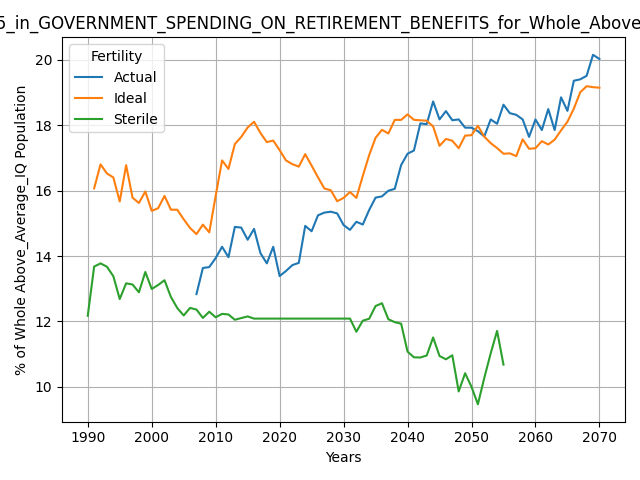 5_in_GOVERNMENT_SPENDING_ON_RETIREMENT_BENEFITS_for_Whole_Above
Fertility
Actual
Ideal
Sterile
% of Whole Above_Average_IQ Population
20
18
16
14
12
10
1990 2000 2010 2020 2030 2040 2050 2060 2070
Years